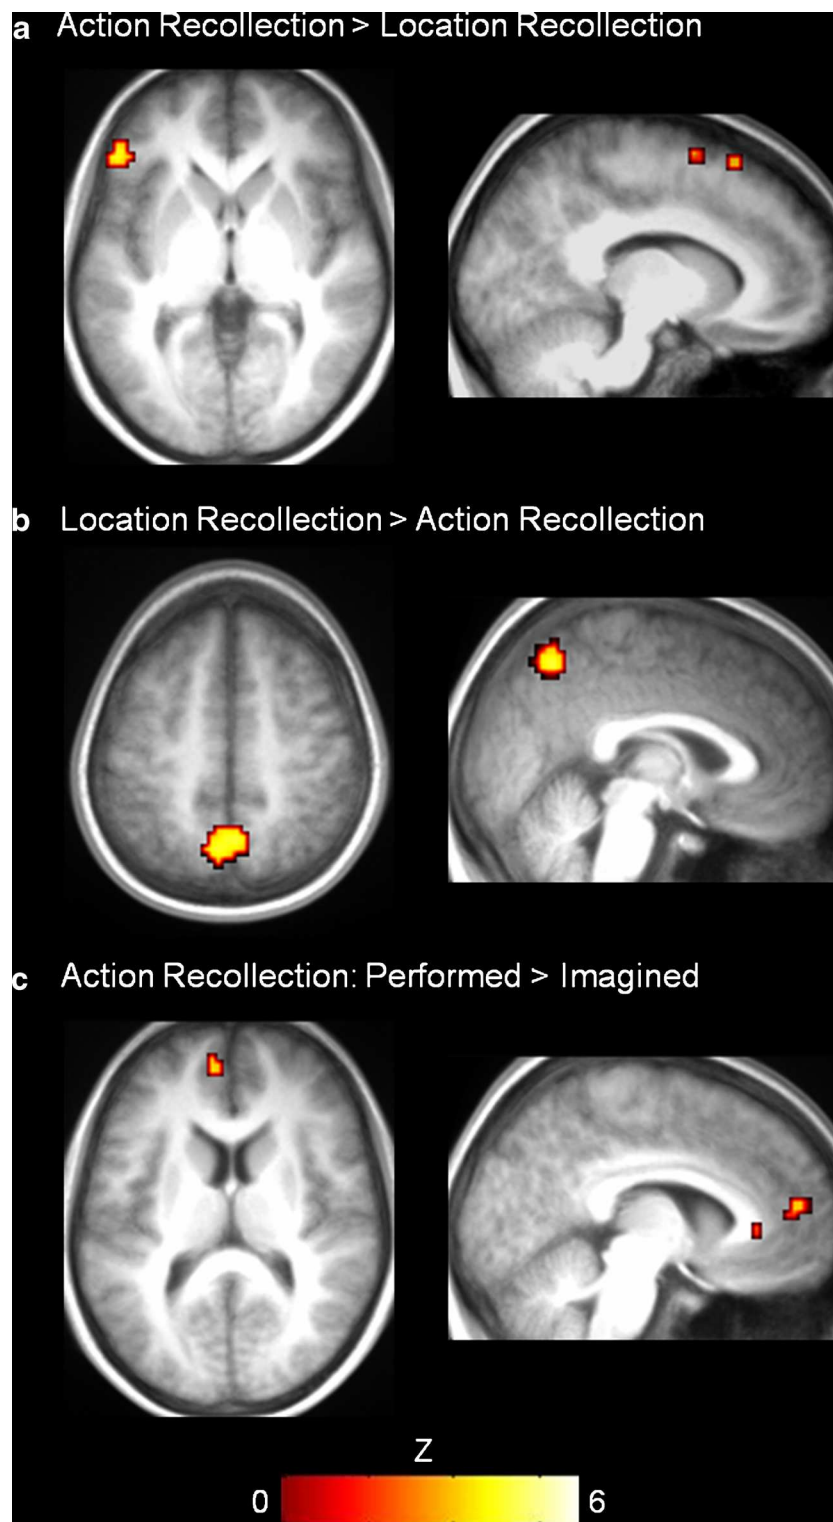 a Action Recollection > Location Recollection
b Location Recollection > Action Recollection
c Action Recollection: Performed > Imagined
Z
0 6